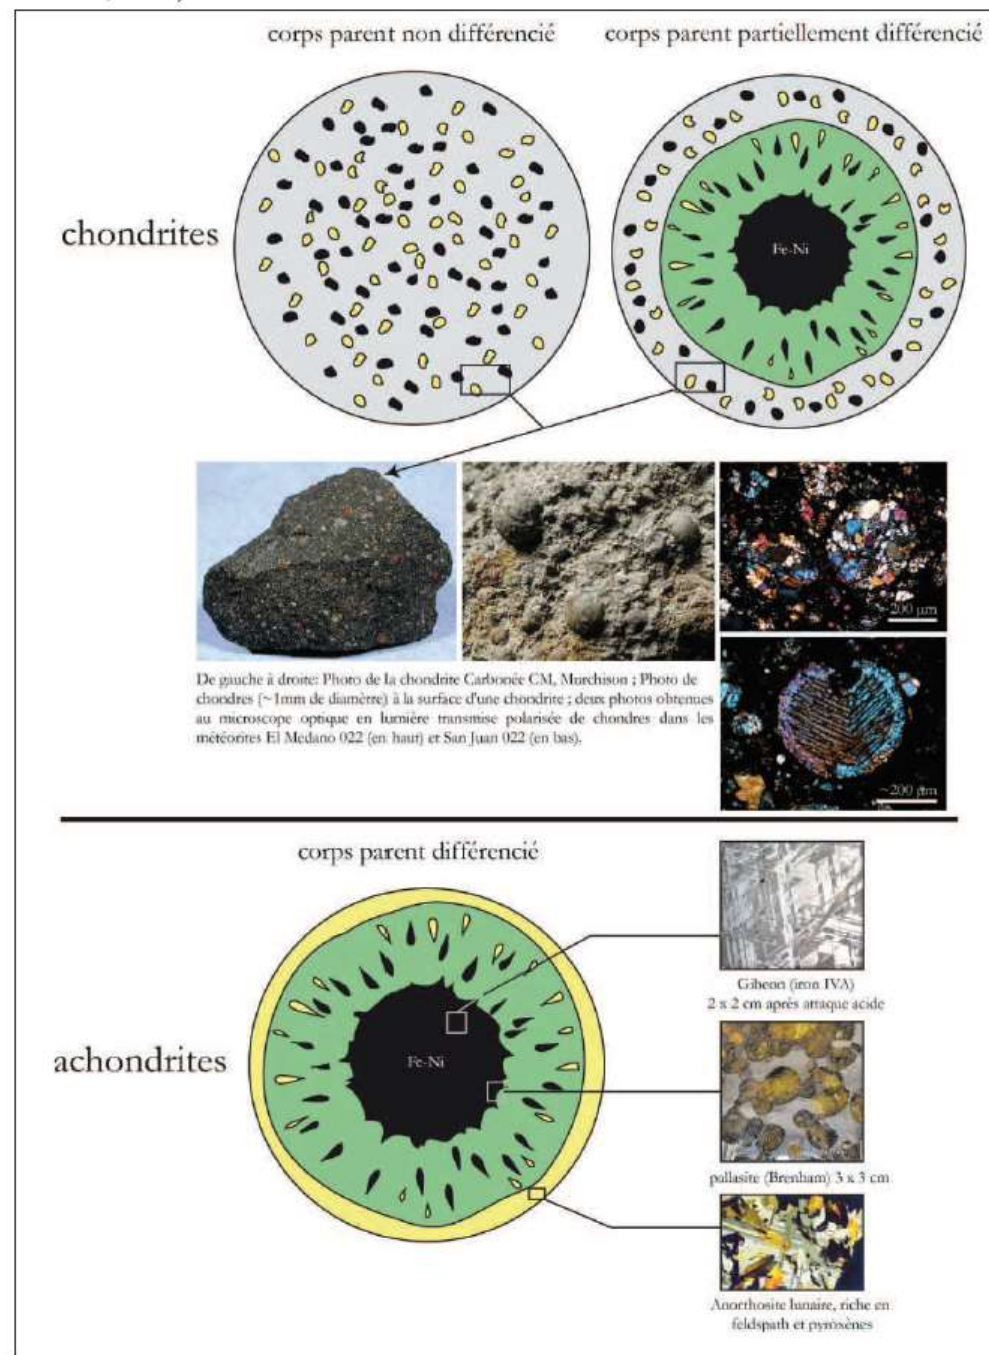 corps parent non différencié
corps parent partiellement différencié
chondrites
Fe-Ni
~200 μm
De gauche à droite: Photo de la chondrite Carbonée CM, Murchison ; Photo de
chondres (~1mm de diamètre) à la surface d'une chondrite ; deux photos obtenues
au microscope optique en lumière transmise polarisée de chondres dans les
météorites El Medano 022 (en haut) et San Juan 022 (en bas).
~200 μm
corps parent différencié
achondrites
Fe-Ni
Gibeon (iron IVA)
2 x 2 cm après attaque acide
pallasite (Brenham) 3 x 3 cm
Anorthosite lunaire, riche en
feldspath et pyroxènes